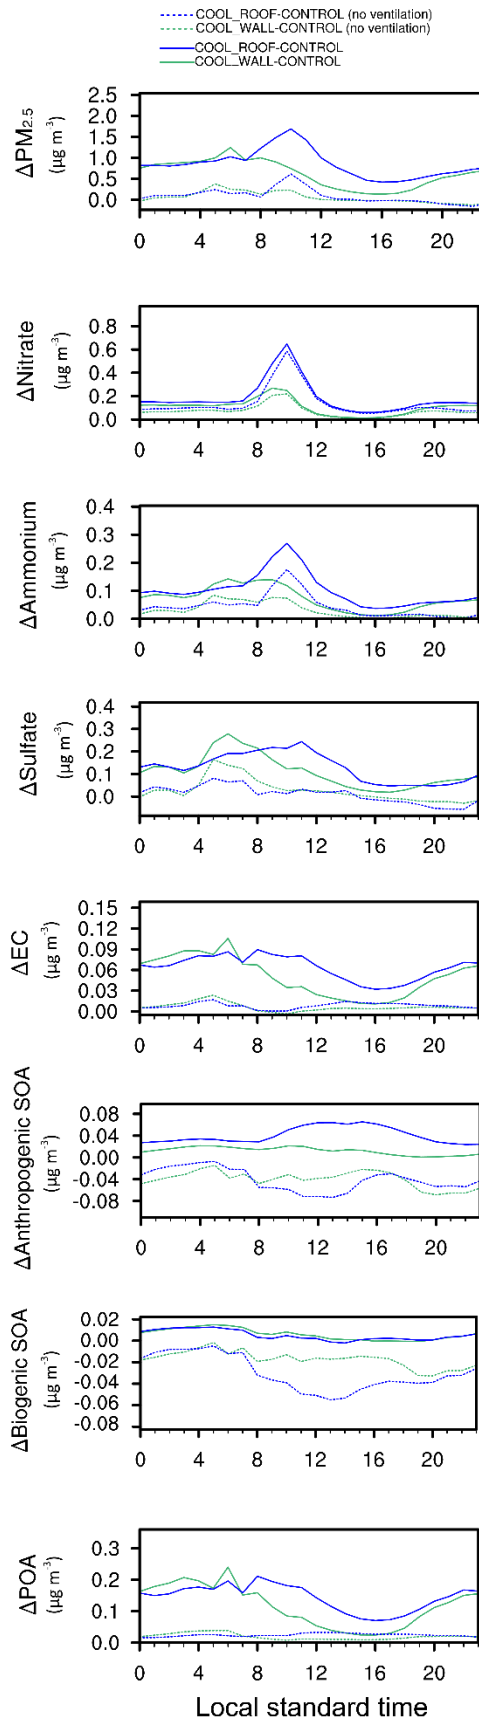 COOL_ROOF-CONTROL (no ventilation)
COOL_WALL-CONTROL (no ventilation)
COOL_ROOF-CONTROL
COOL_WALL-CONTROL
ΔPM2.5
(µg m⁻³)
2.5
2.0
1.5
1.0
0.5
0.0
0 4 8 12 16 20
ΔNitrate
(µg m⁻³)
0.8
0.6
0.4
0.2
0.0
0 4 8 12 16 20
ΔAmmonium
(µg m⁻³)
0.4
0.3
0.2
0.1
0.0
0 4 8 12 16 20
ΔSulfate
(µg m⁻³)
0.4
0.3
0.2
0.1
0.0
0 4 8 12 16 20
ΔEC
(µg m⁻³)
0.15
0.12
0.09
0.06
0.03
0.00
0 4 8 12 16 20
ΔAnthropogenic SOA
(µg m⁻³)
0.08
0.04
0.00
-0.04
-0.08
0 4 8 12 16 20
ΔBiogenic SOA
(µg m⁻³)
0.02
0.00
-0.02
-0.04
-0.06
-0.08
0 4 8 12 16 20
ΔPOA
(µg m⁻³)
0.3
0.2
0.1
0.0
0 4 8 12 16 20
Local standard time